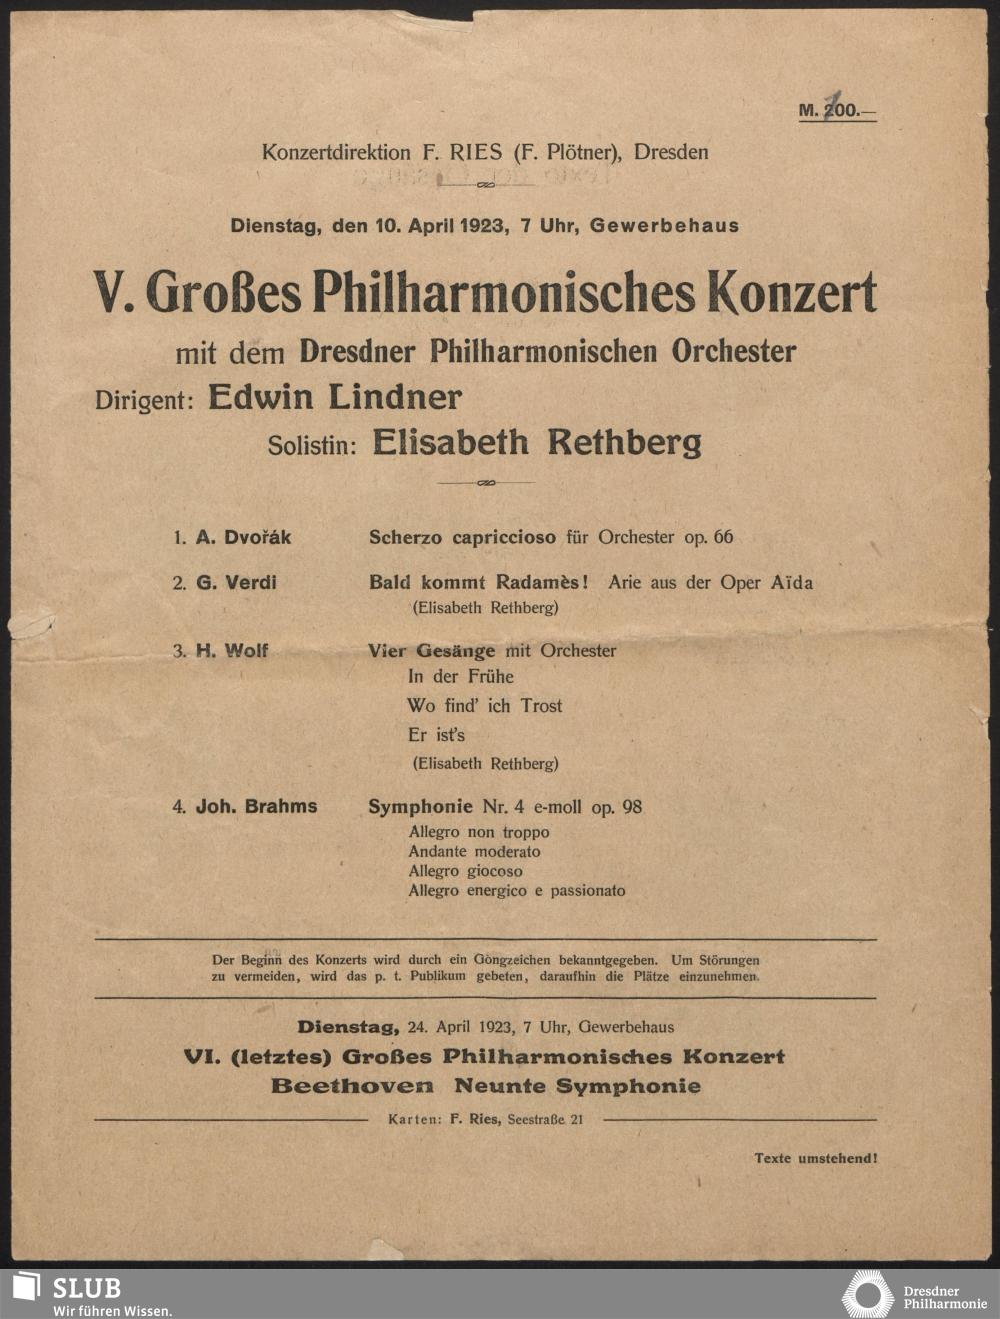 M. 200.—
Konzertdirektion F. RIES (F. Plötner), Dresden
Dienstag, den 10. April 1923, 7 Uhr, Gewerbehaus
V. Großes Philharmonisches Konzert
mit dem Dresdner Philharmonischen Orchester
Dirigent: Edwin Lindner
Solistin: Elisabeth Rethberg
1. A. Dvořák Scherzo capriccioso für Orchester op. 66
2. G. Verdi Bald kommt Radamès! Arie aus der Oper Aïda
(Elisabeth Rethberg)
3. H. Wolf Vier Gesänge mit Orchester
In der Frühe
Wo find' ich Trost
Er ist's
(Elisabeth Rethberg)
4. Joh. Brahms Symphonie Nr. 4 e-moll op. 98
Allegro non troppo
Andante moderato
Allegro giocoso
Allegro energico e passionato
Der Beginn des Konzerts wird durch ein Gongzeichen bekanntgegeben. Um Störungen
zu vermeiden, wird das p. t. Publikum gebeten, daraufhin die Plätze einzunehmen.
Dienstag, 24. April 1923, 7 Uhr, Gewerbehaus
VI. (letztes) Großes Philharmonisches Konzert
Beethoven Neunte Symphonie
Karten: F. Ries, Seestraße 21
Texte umstehend!
SLUB
Wir führen Wissen.
Dresdner
Philharmonie